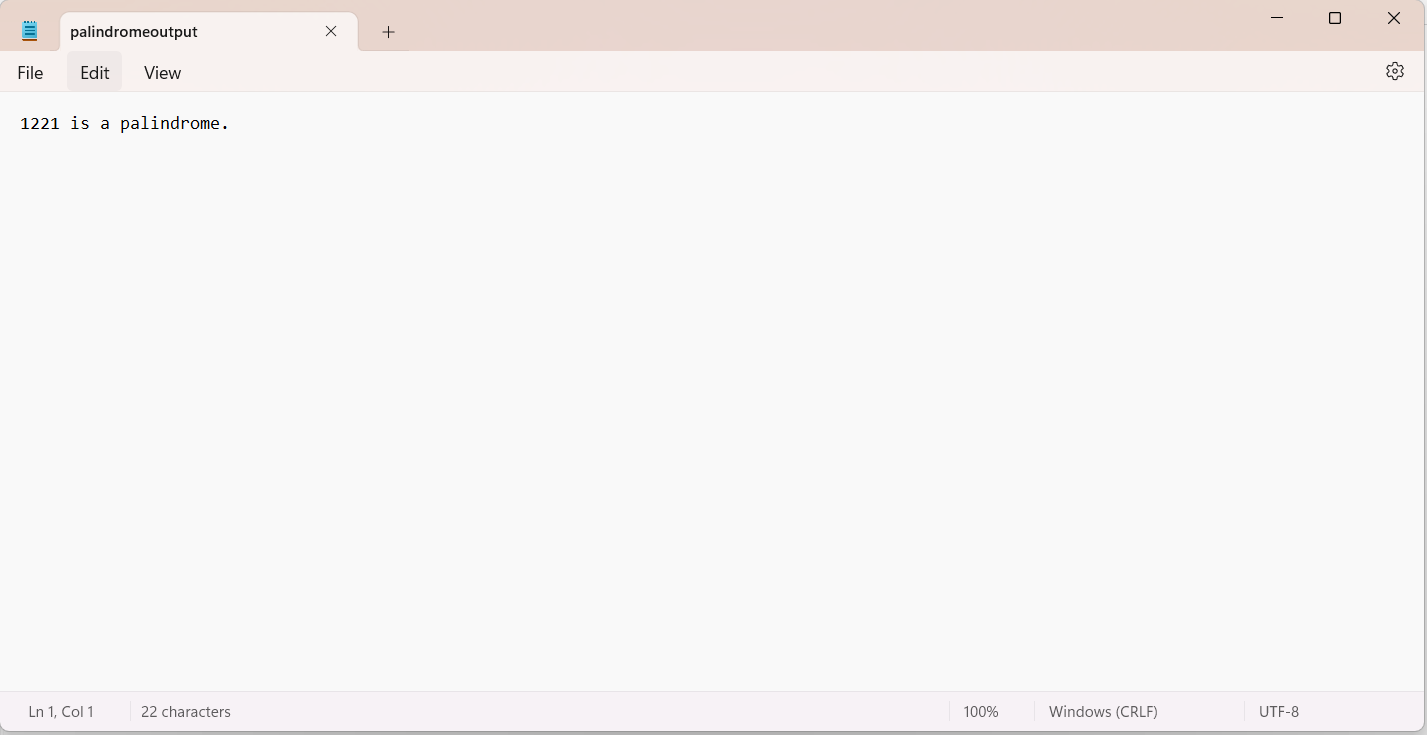 palindromeoutput
File Edit View
1221 is a palindrome.
Ln 1, Col 1 22 characters 100% Windows (CRLF) UTF-8